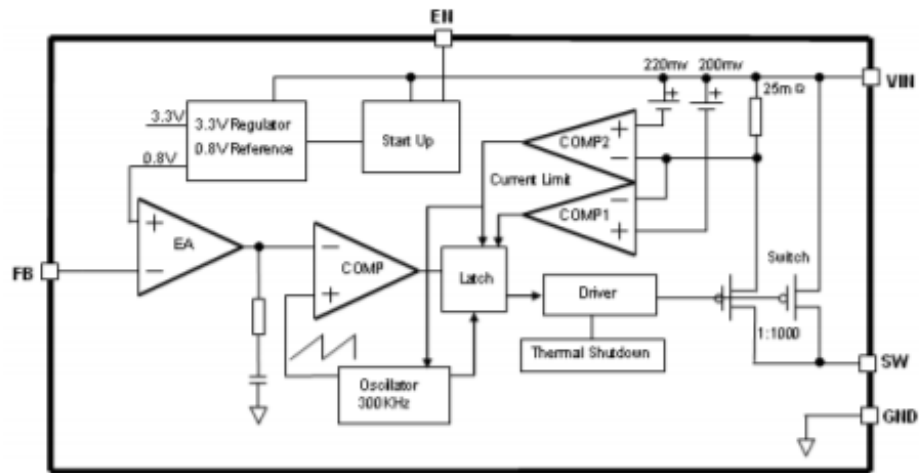 EN
220mv 200mv
VIN
25mΩ
3.3V
3.3V Regulator
0.8V Reference
0.8V
Start Up
+
COMP2
−
Current Limit
−
COMP1
+
+
EA
−
FB
−
COMP
+
Latch
Switch
Driver
1:1000
Thermal Shutdown
Oscillator
300KHz
SW
GND